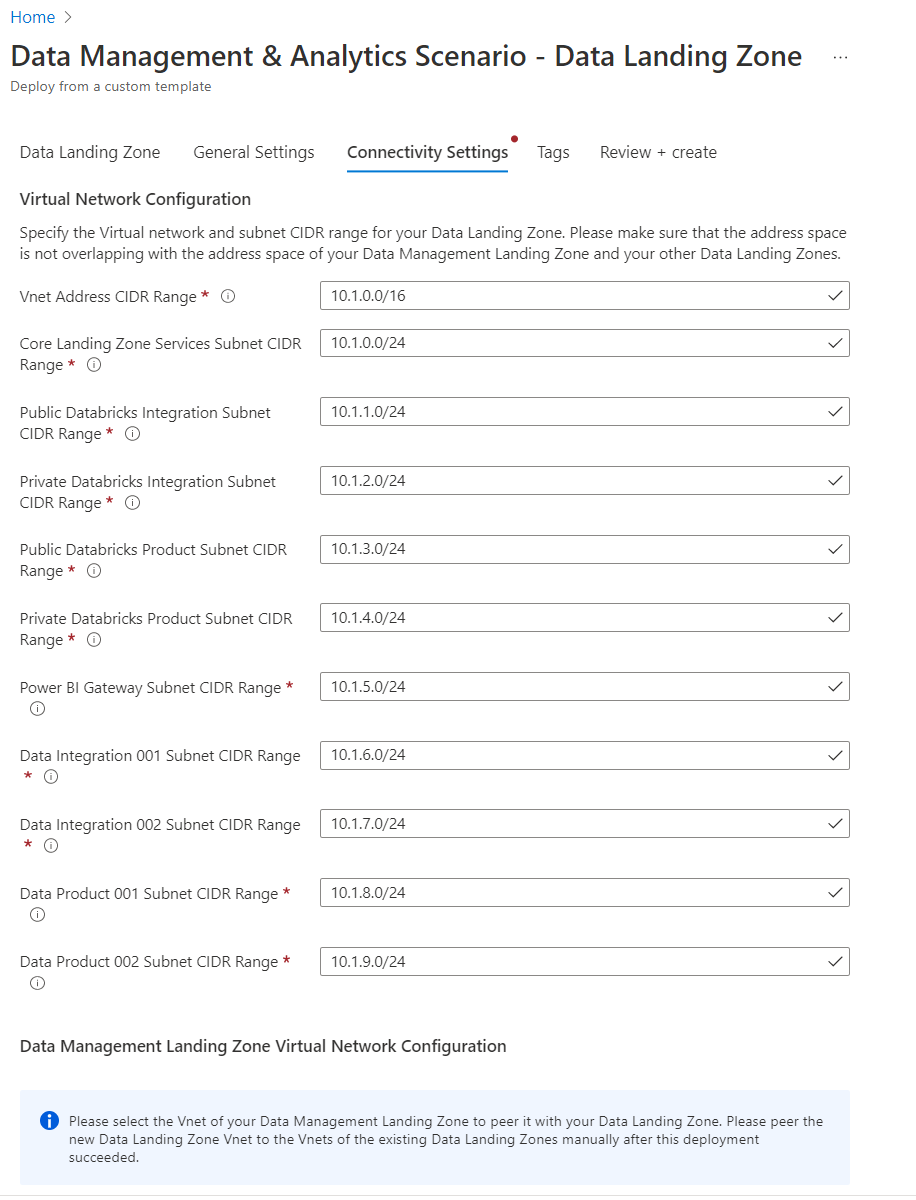 Home
Data Management & Analytics Scenario - Data Landing Zone ...
Deploy from a custom template
Data Landing Zone General Settings Connectivity Settings Tags Review + create
Virtual Network Configuration
Specify the Virtual network and subnet CIDR range for your Data Landing Zone. Please make sure that the address space
is not overlapping with the address space of your Data Management Landing Zone and your other Data Landing Zones.
Vnet Address CIDR Range * 10.1.0.0/16
Core Landing Zone Services Subnet CIDR
Range *
10.1.0.0/24
Public Databricks Integration Subnet
CIDR Range *
10.1.1.0/24
Private Databricks Integration Subnet
CIDR Range *
10.1.2.0/24
Public Databricks Product Subnet CIDR
Range *
10.1.3.0/24
Private Databricks Product Subnet CIDR
Range *
10.1.4.0/24
Power BI Gateway Subnet CIDR Range *
10.1.5.0/24
Data Integration 001 Subnet CIDR Range
*
10.1.6.0/24
Data Integration 002 Subnet CIDR Range
*
10.1.7.0/24
Data Product 001 Subnet CIDR Range *
10.1.8.0/24
Data Product 002 Subnet CIDR Range *
10.1.9.0/24
Data Management Landing Zone Virtual Network Configuration
Please select the Vnet of your Data Management Landing Zone to peer it with your Data Landing Zone. Please peer the
new Data Landing Zone Vnet to the Vnets of the existing Data Landing Zones manually after this deployment
succeeded.